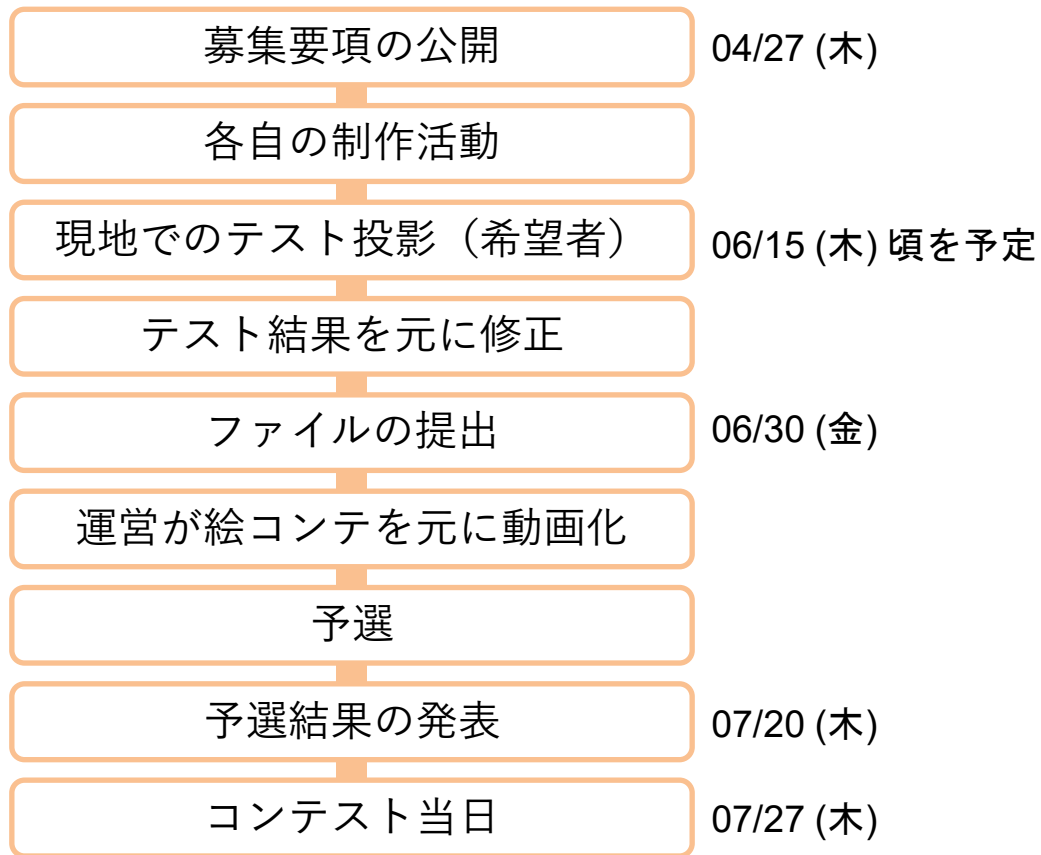 募集要項の公開 04/27 (木)
各自の制作活動
現地でのテスト投影（希望者） 06/15 (木) 頃を予定
テスト結果を元に修正
ファイルの提出 06/30 (金)
運営が絵コンテを元に動画化
予選
予選結果の発表 07/20 (木)
コンテスト当日 07/27 (木)